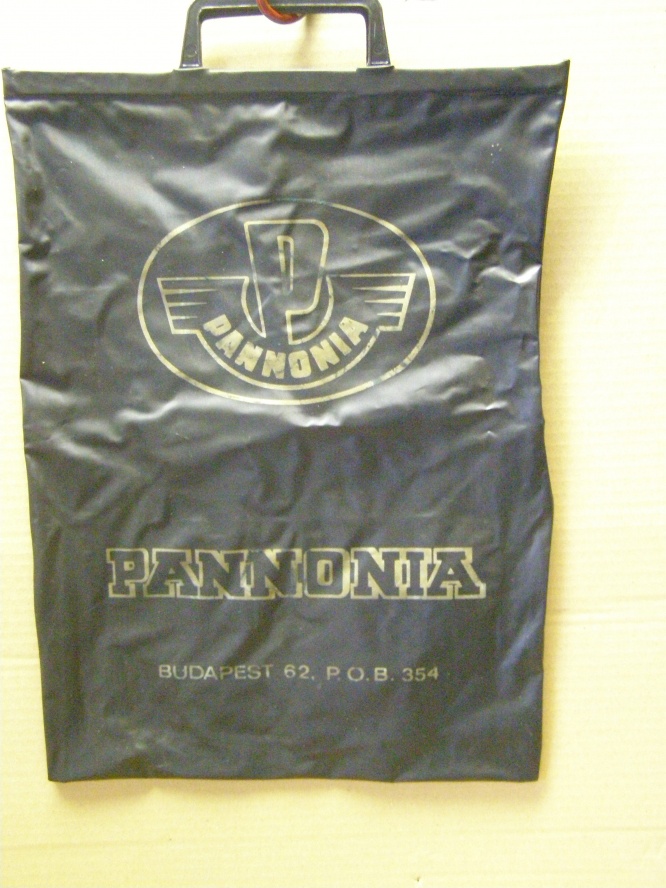 P
PANNONIA
PANNONIA
BUDAPEST 62. P.O.B. 354